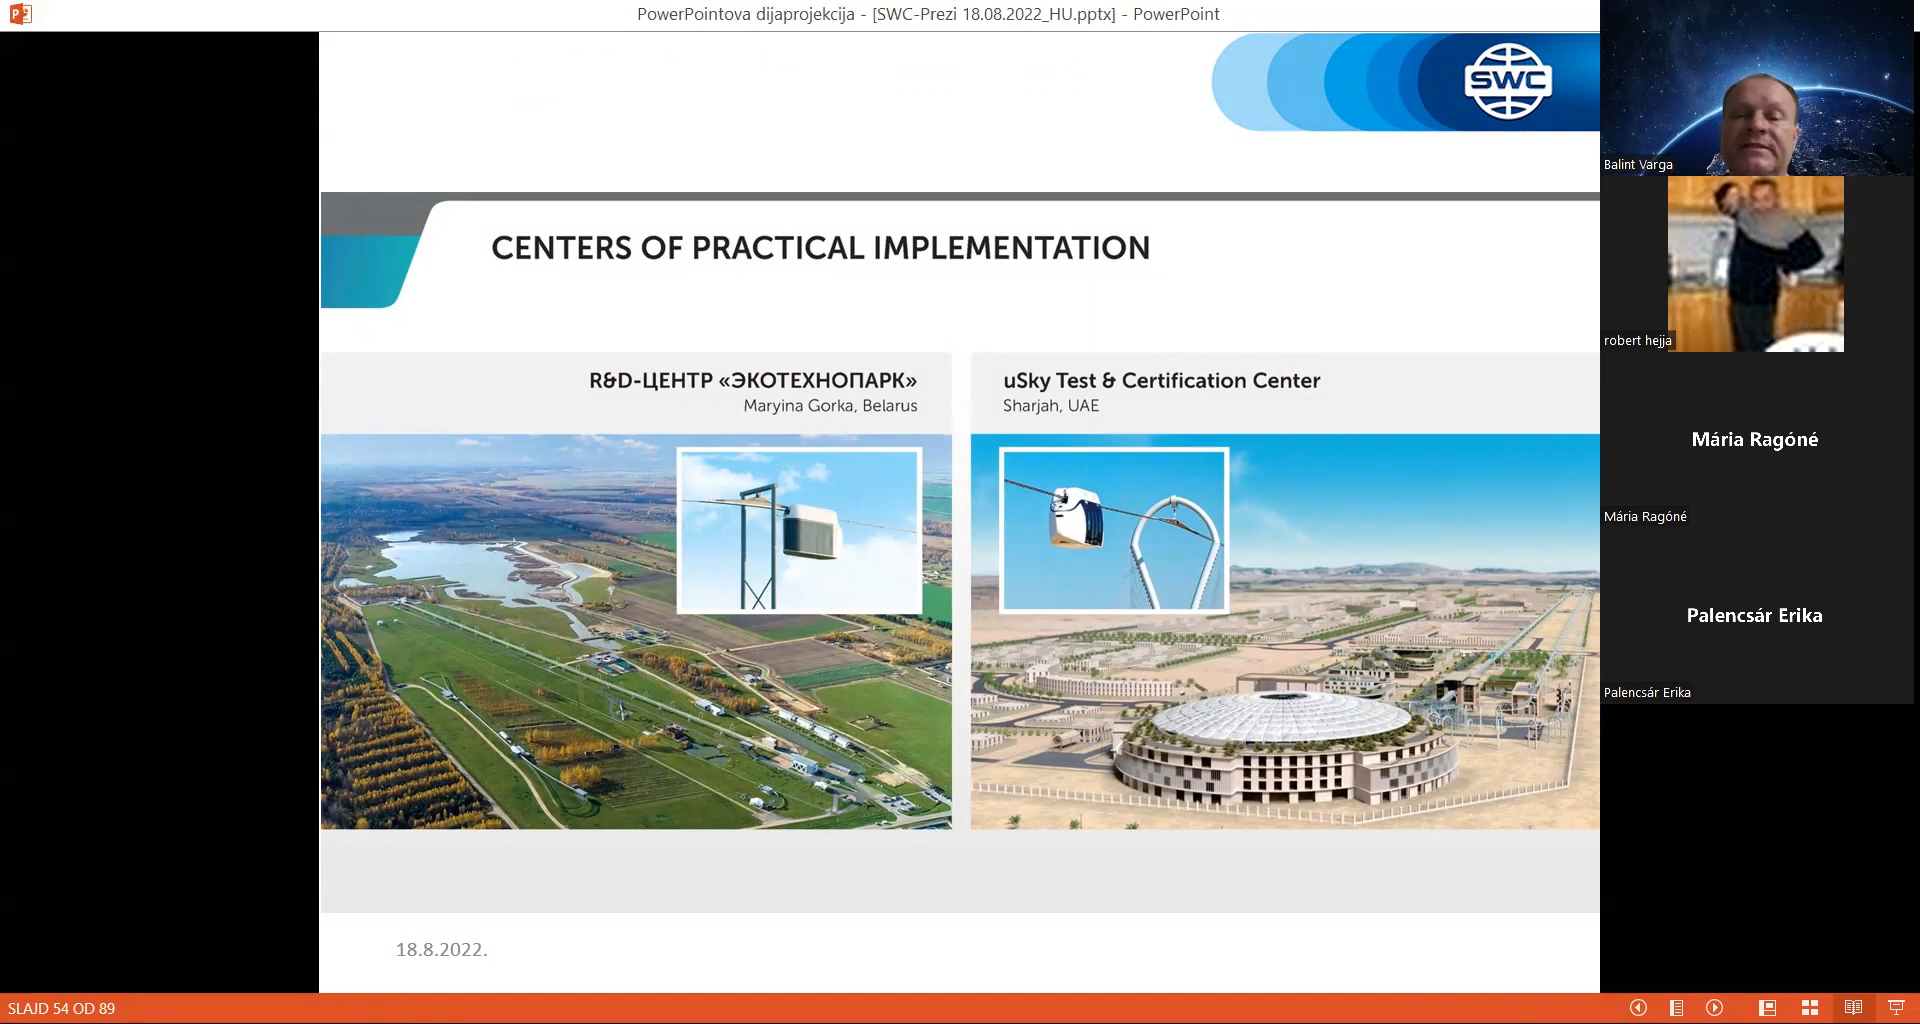 PowerPointova dijaprojekcija - [SWC-Prezi 18.08.2022_HU.pptx] - PowerPoint
SWC
CENTERS OF PRACTICAL IMPLEMENTATION
R&D-ЦЕНТР «ЭКОТЕХНОПАРК»
Maryina Gorka, Belarus
uSky Test & Certification Center
Sharjah, UAE
18.8.2022.
SLAJD 54 OD 89
Balint Varga
robert hejja
Mária Ragóné
Mária Ragóné
Palencsár Erika
Palencsár Erika